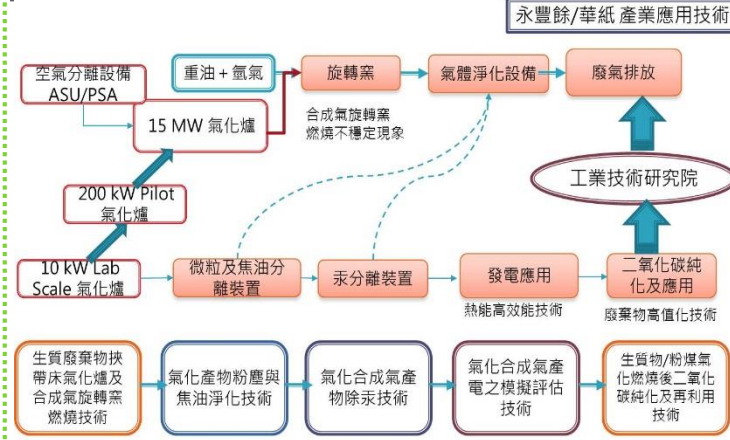 永豐餘/華紙 產業應用技術
空氣分離設備
ASU/PSA
重油＋氫氣
旋轉窯
氣體淨化設備
廢氣排放
15 MW 氣化爐
合成氣旋轉窯
燃燒不穩定現象
工業技術研究院
200 kW Pilot
氣化爐
10 kW Lab
Scale 氣化爐
微粒及焦油分
離裝置
汞分離裝置
發電應用
二氧化碳純
化及應用
熱能高效能技術
廢棄物高值化技術
生質廢棄物挾
帶床氣化爐及
合成氣旋轉窯
燃燒技術
氣化產物粉塵與
焦油淨化技術
氣化合成氣產
物除汞技術
氣化合成氣產
電之模擬評估
技術
生質物/粉煤氣
化燃燒後二氧化
碳純化及再利用
技術